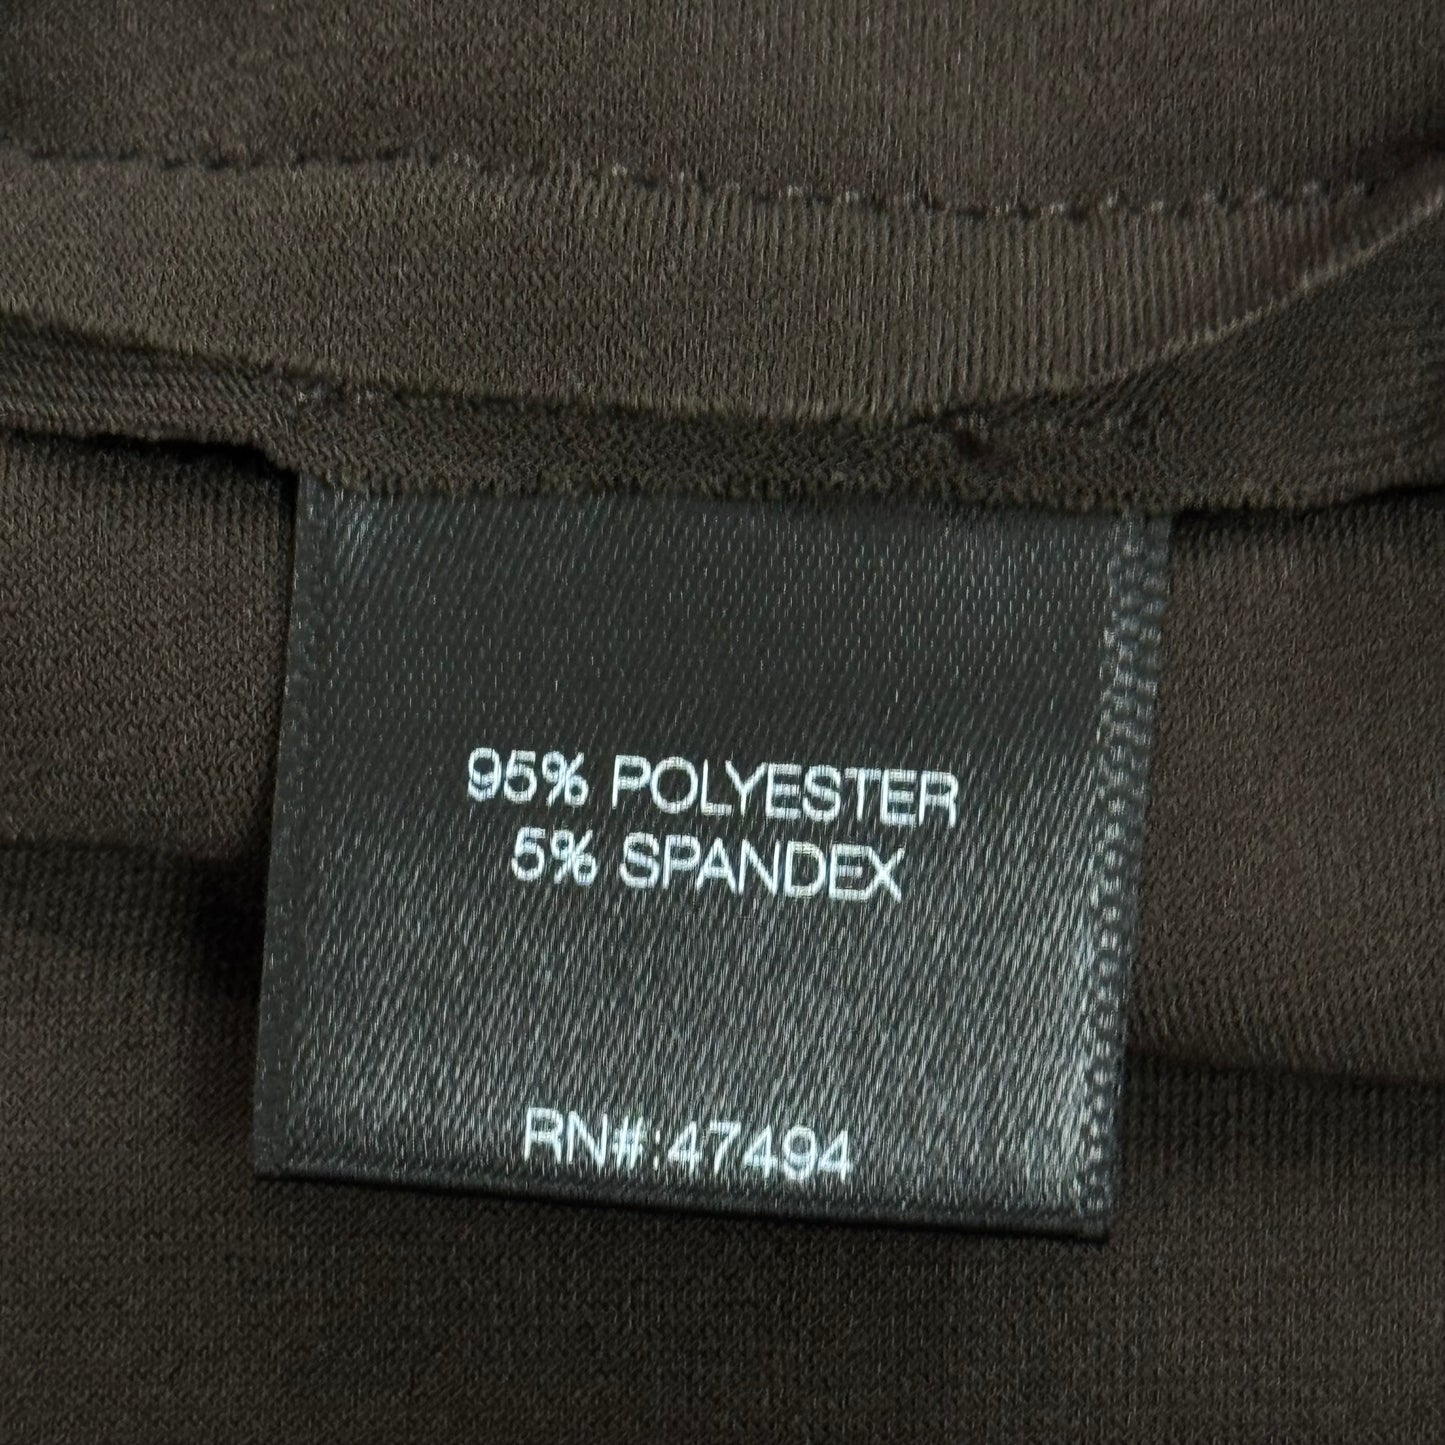 95% POLYESTER
5% SPANDEX
RN#:47494